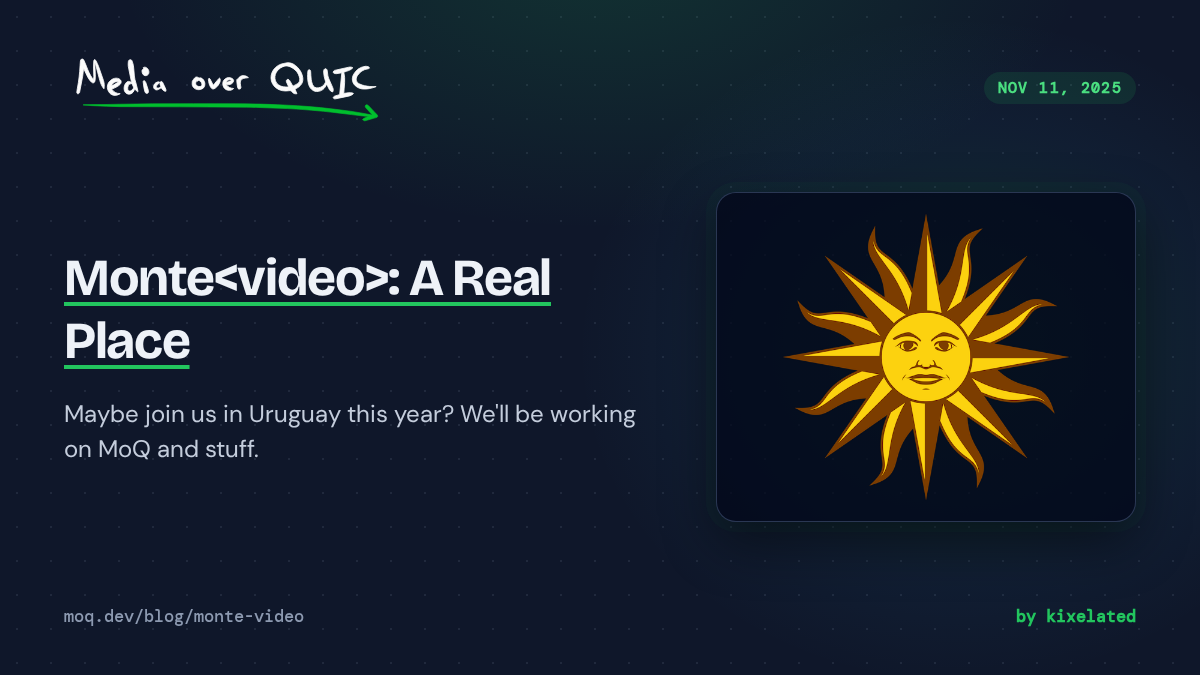 Media over QUIC
NOV 11, 2025
Monte<video>: A Real
Place
Maybe join us in Uruguay this year? We'll be working
on MoQ and stuff.
moq.dev/blog/monte-video
by kixelated